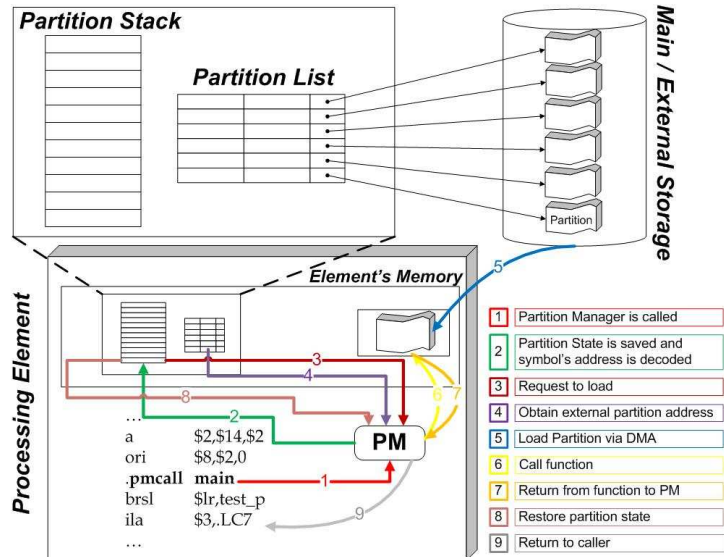 Partition Stack
Partition List
Main / External Storage
Partition
Processing Element
Element's Memory
5
3
4
8
6
7
2
PM
...
a $2,$14,$2
ori $8,$2,0
.pmcall main
1
brsl $lr,test_p
ila $3,.LC7
9
...
1 Partition Manager is called
2 Partition State is saved and
symbol's address is decoded
3 Request to load
4 Obtain external partition address
5 Load Partition via DMA
6 Call function
7 Return from function to PM
8 Restore partition state
9 Return to caller